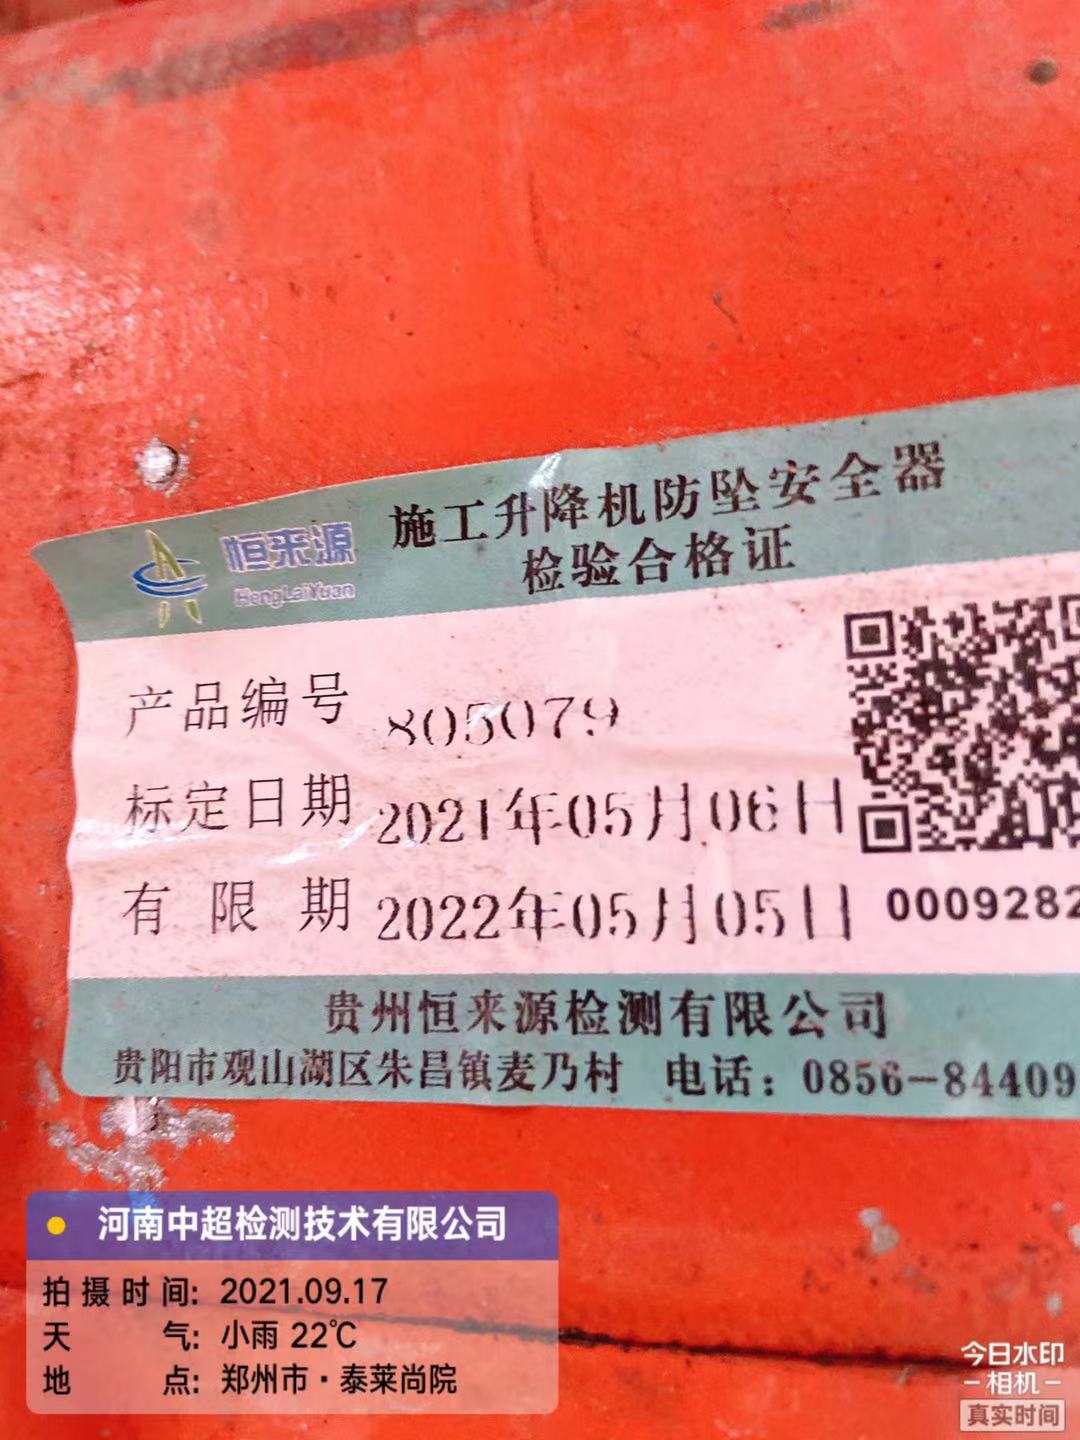 恒来源
HengLaiYuan
施工升降机防坠安全器
检验合格证
产品编号 805079
标定日期 2021年05月06日
有限期 2022年05月05日
0009282
贵州恒来源检测有限公司
贵阳市观山湖区朱昌镇麦乃村 电话：0856-84409
河南中超检测技术有限公司
拍摄时间: 2021.09.17
天气: 小雨 22℃
地点: 郑州市·泰莱尚院
今日水印
-相机-
真实时间